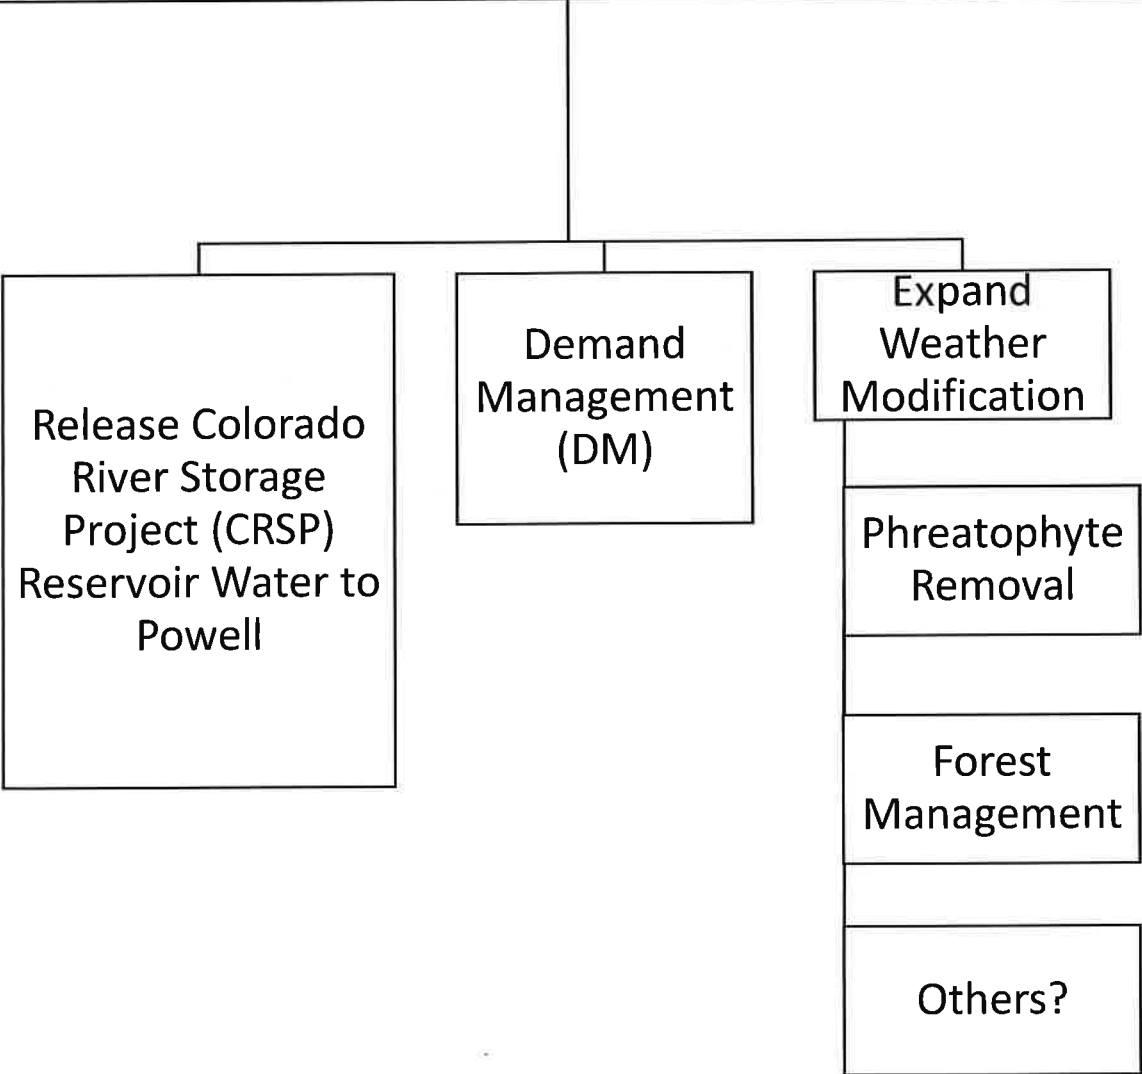 Release Colorado
River Storage
Project (CRSP)
Reservoir Water to
Powell
Demand
Management
(DM)
Expand
Weather
Modification
Phreatophyte
Removal
Forest
Management
Others?